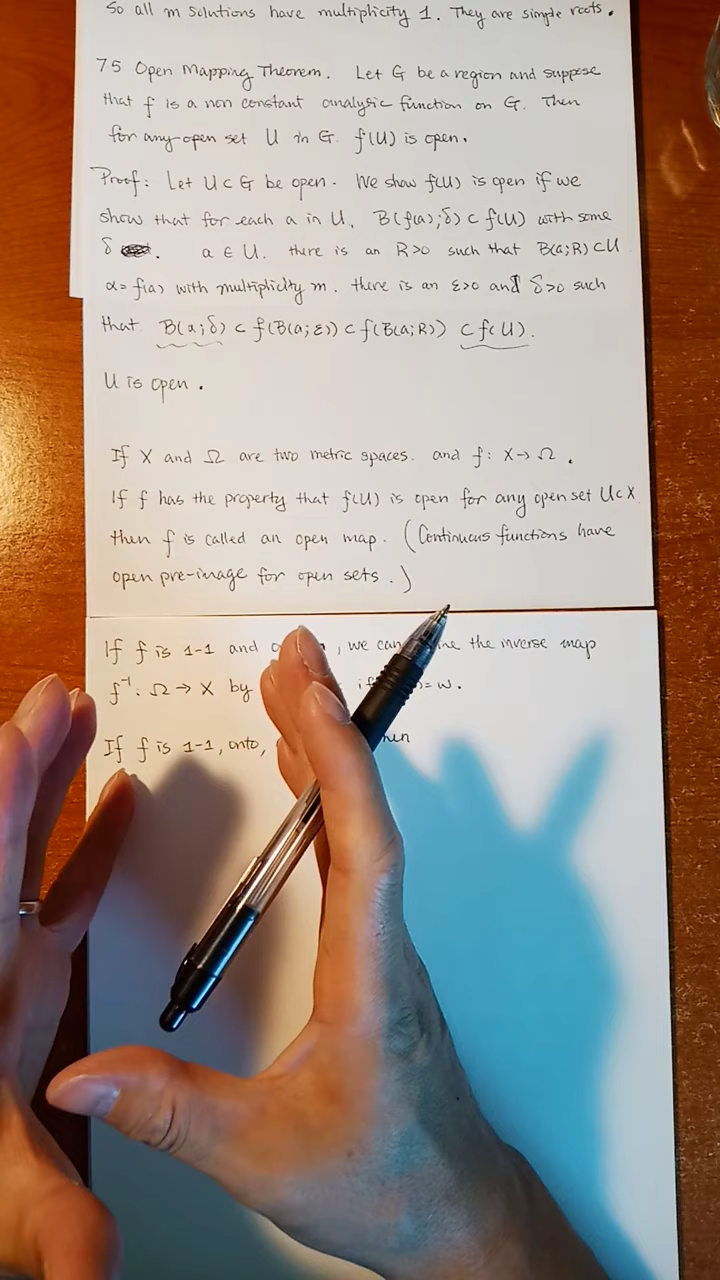 So all m solutions have multiplicity 1. They are simple roots.
7.5 Open Mapping Theorem. Let G be a region and suppose
that f is a non constant analytic function on G. Then
for any open set U in G. f(U) is open.
Proof: Let U ⊂ G be open. We show f(U) is open if we
show that for each a in U, B(f(a);δ) ⊂ f(U) with some
δ . a ∈ U. there is an R>0 such that B(a;R) ⊂ U
α = f(a) with multiplicity m. there is an ε>0 and δ>0 such
that B(α;δ) ⊂ f(B(a;ε)) ⊂ f(B(a;R)) ⊂ f(U).
U is open.
If X and Ω are two metric spaces. and f: X → Ω.
If f has the property that f(U) is open for any open set U ⊂ X
then f is called an open map. (Continuous functions have
open pre-image for open sets.)
If f is 1-1 and , we can the inverse map
f⁻¹: Ω → X by if = w.
If f is 1-1, onto,